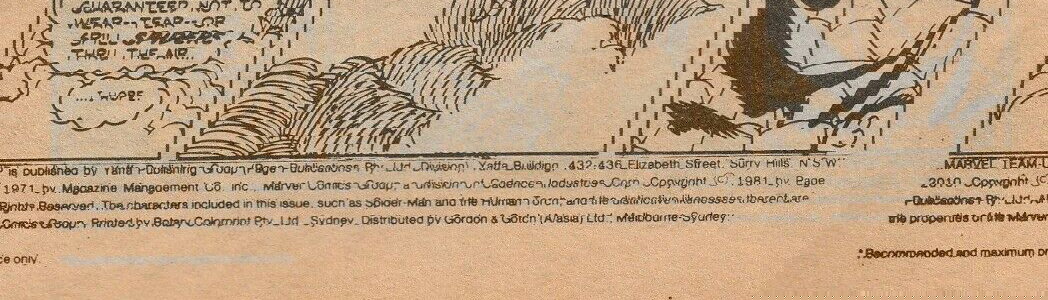 GUARANTEED NOT TO
WEAR-- TEAR--OR
SPILL
THRU THE AIR..
....I HOPE!
is published by Yaffa Publishing Group (Page Publications Pty. Ltd. Division) Yaffa Building, 432-436 Elizabeth Street, Surry Hills, N S W
1971 by Magazine Management Co. Inc., Marvel Comics Group, a division of Cadence Industries Corp. Copyright (C) 1981 by Page
Rights Reserved. The characters included in this issue, such as Spider-Man and the Human Torch and the distinctive likenesses thereof are
Comics Group. Printed by Rotary Colorprint Pty. Ltd., Sydney. Distributed by Gordon & Gotch (A/asia) Ltd., Melbourne-Sydney.
ce only.
MARVEL TEAM-U
Copyright (C)
Publications Pty. Ltd.
the properties of the Marvel
*Recommended and maximum pr